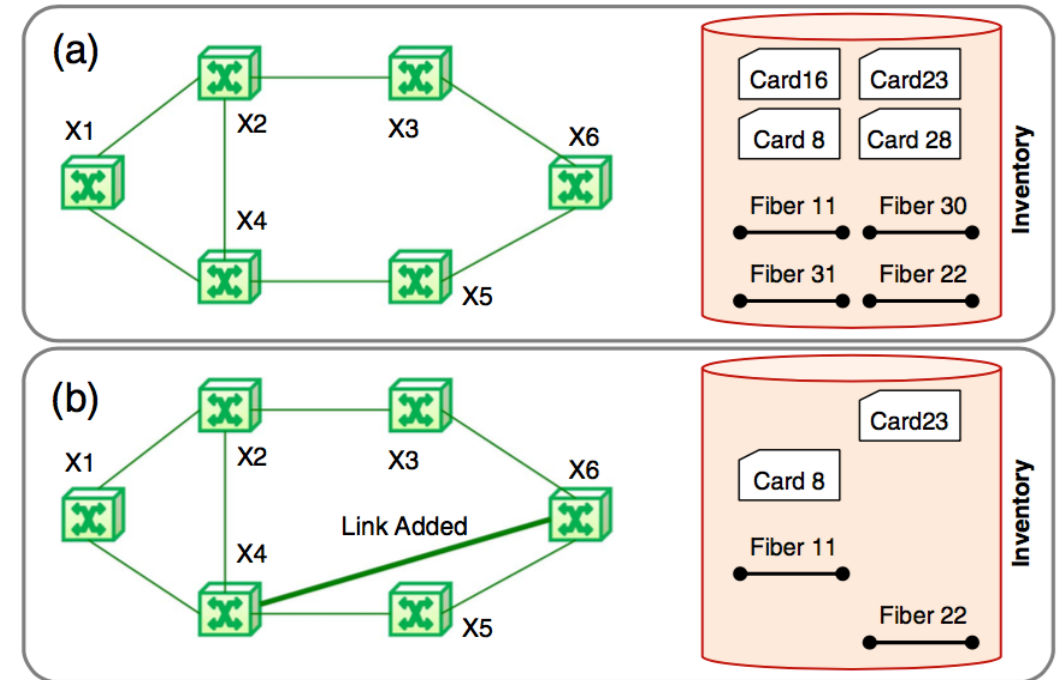 (a)
X1
X2
X3
X4
X5
X6
Card16
Card23
Card 8
Card 28
Fiber 11
Fiber 30
Fiber 31
Fiber 22
Inventory
(b)
X1
X2
X3
X4
X5
X6
Link Added
Card23
Card 8
Fiber 11
Fiber 22
Inventory